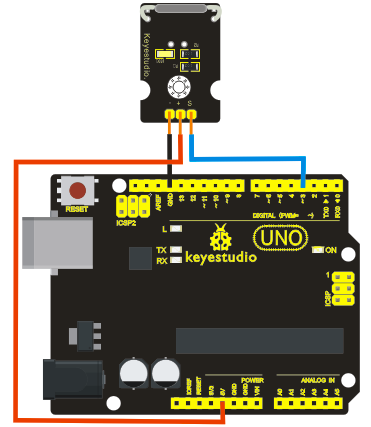 Keyestudio.
- + S
RESET
ICSP2
AREF
GND
13
12
~11
~10
~9
8
7
~6
~5
4
~3
2
TXD 1
RXD 0
DIGITAL (PWM= ~)
L
TX
RX
keyestudio
UNO
ON
1
ICSP
POWER
ANALOG IN
IOREF
RESET
3V3
5V
GND
GND
VIN
A0
A1
A2
A3
A4
A5